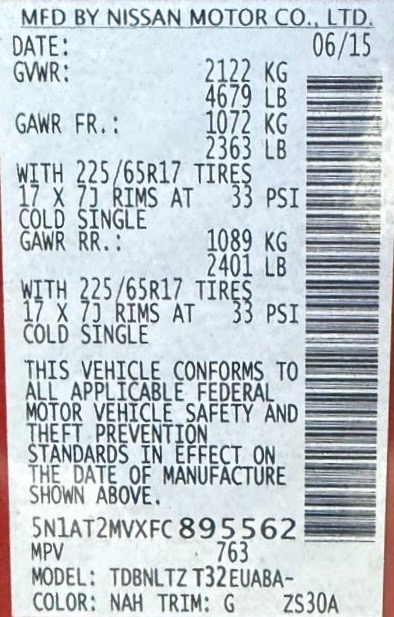 MFD BY NISSAN MOTOR CO., LTD.
DATE: 06/15
GVWR: 2122 KG
4679 LB
GAWR FR.: 1072 KG
2363 LB
WITH 225/65R17 TIRES
17 X 7J RIMS AT 33 PSI
COLD SINGLE
GAWR RR.: 1089 KG
2401 LB
WITH 225/65R17 TIRES
17 X 7J RIMS AT 33 PSI
COLD SINGLE
THIS VEHICLE CONFORMS TO
ALL APPLICABLE FEDERAL
MOTOR VEHICLE SAFETY AND
THEFT PREVENTION
STANDARDS IN EFFECT ON
THE DATE OF MANUFACTURE
SHOWN ABOVE.
5N1AT2MVXFC895562
MPV 763
MODEL: TDBNLTZ T32EUABA-
COLOR: NAH TRIM: G ZS30A